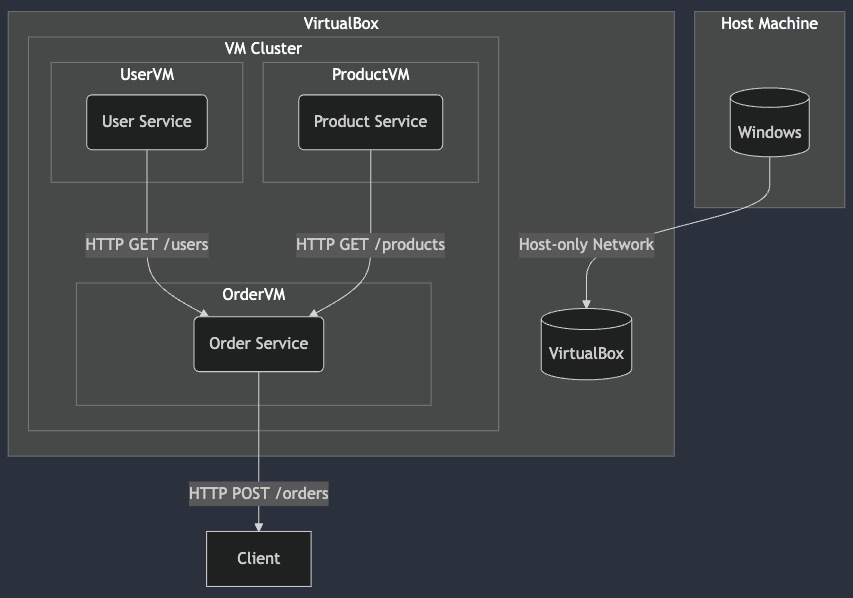 VirtualBox
Host Machine
VM Cluster
UserVM
ProductVM
User Service
Product Service
Windows
HTTP GET /users
HTTP GET /products
Host-only Network
OrderVM
Order Service
VirtualBox
HTTP POST /orders
Client